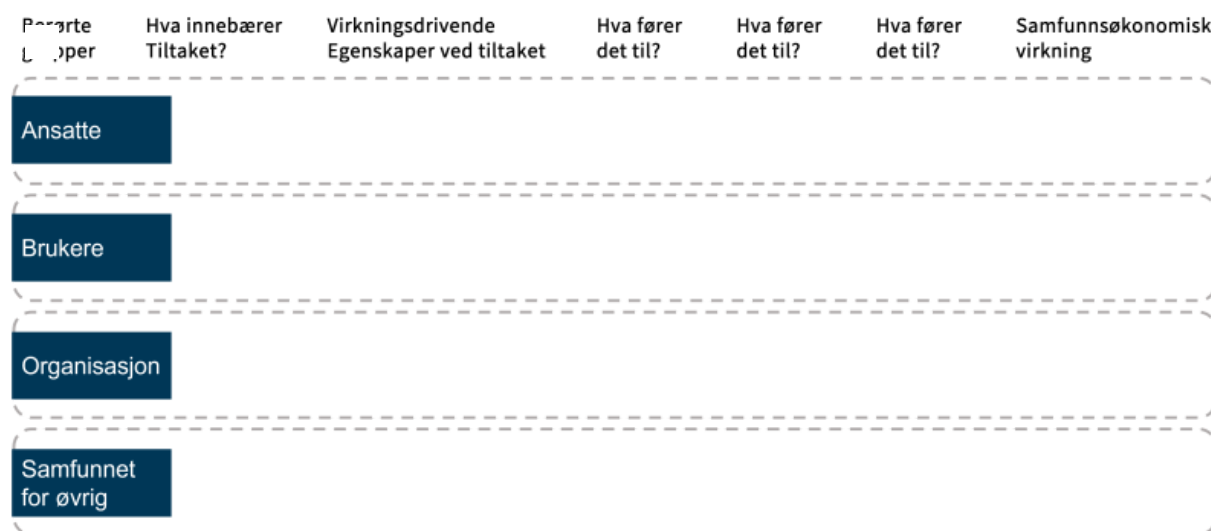 Hva innebærer
Tiltaket?
Virkningsdrivende
Egenskaper ved tiltaket
Hva fører
det til?
Hva fører
det til?
Hva fører
det til?
Samfunnsøkonomisk
virkning
Ansatte
Brukere
Organisasjon
Samfunnet
for øvrig